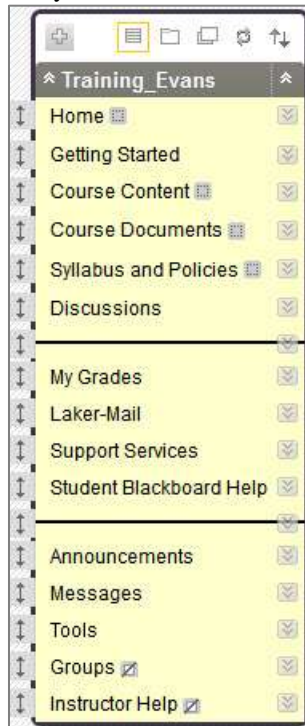 Training_Evans
Home
Getting Started
Course Content
Course Documents
Syllabus and Policies
Discussions
My Grades
Laker-Mail
Support Services
Student Blackboard Help
Announcements
Messages
Tools
Groups
Instructor Help